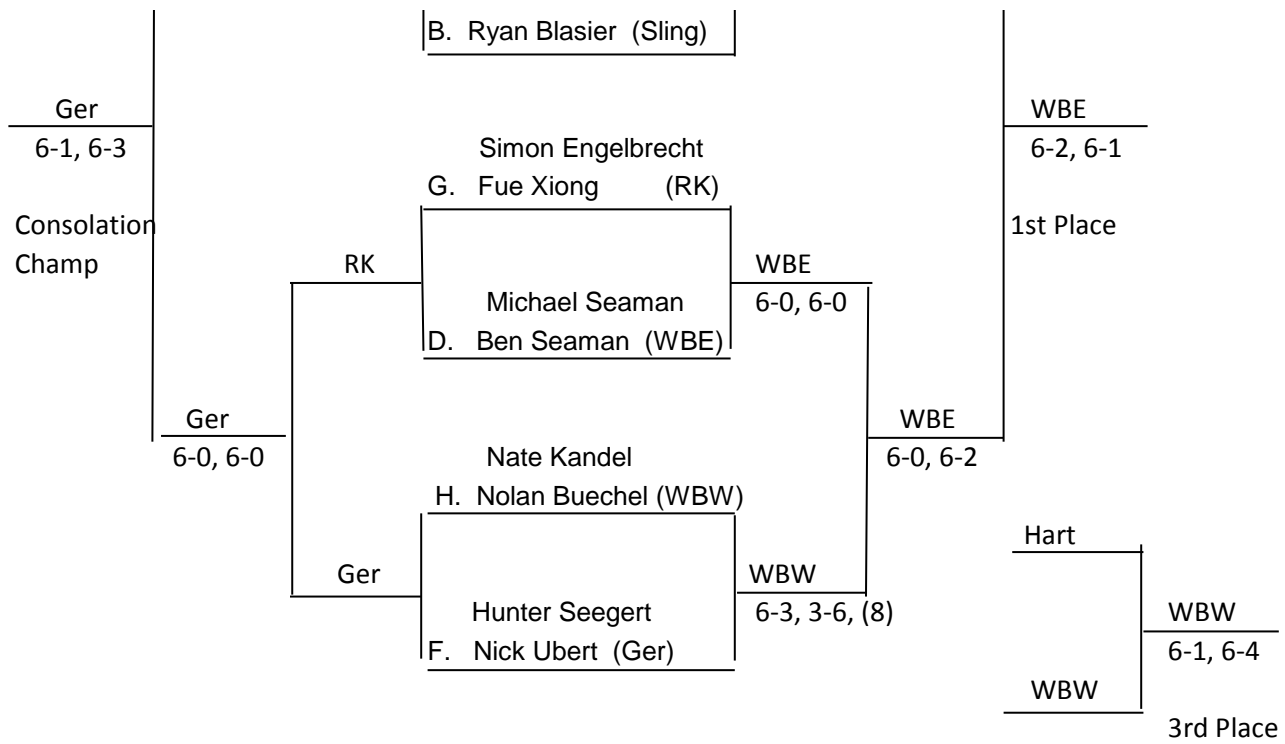 B. Ryan Blasier (Sling)
Ger
WBE
6-1, 6-3
6-2, 6-1
Simon Engelbrecht
G. Fue Xiong (RK)
Consolation
Champ
1st Place
RK
WBE
Michael Seaman
6-0, 6-0
D. Ben Seaman (WBE)
Ger
WBE
6-0, 6-0
6-0, 6-2
Nate Kandel
H. Nolan Buechel (WBW)
Hart
Ger
WBW
Hunter Seegert
6-3, 3-6, (8)
WBW
F. Nick Ubert (Ger)
6-1, 6-4
WBW
3rd Place